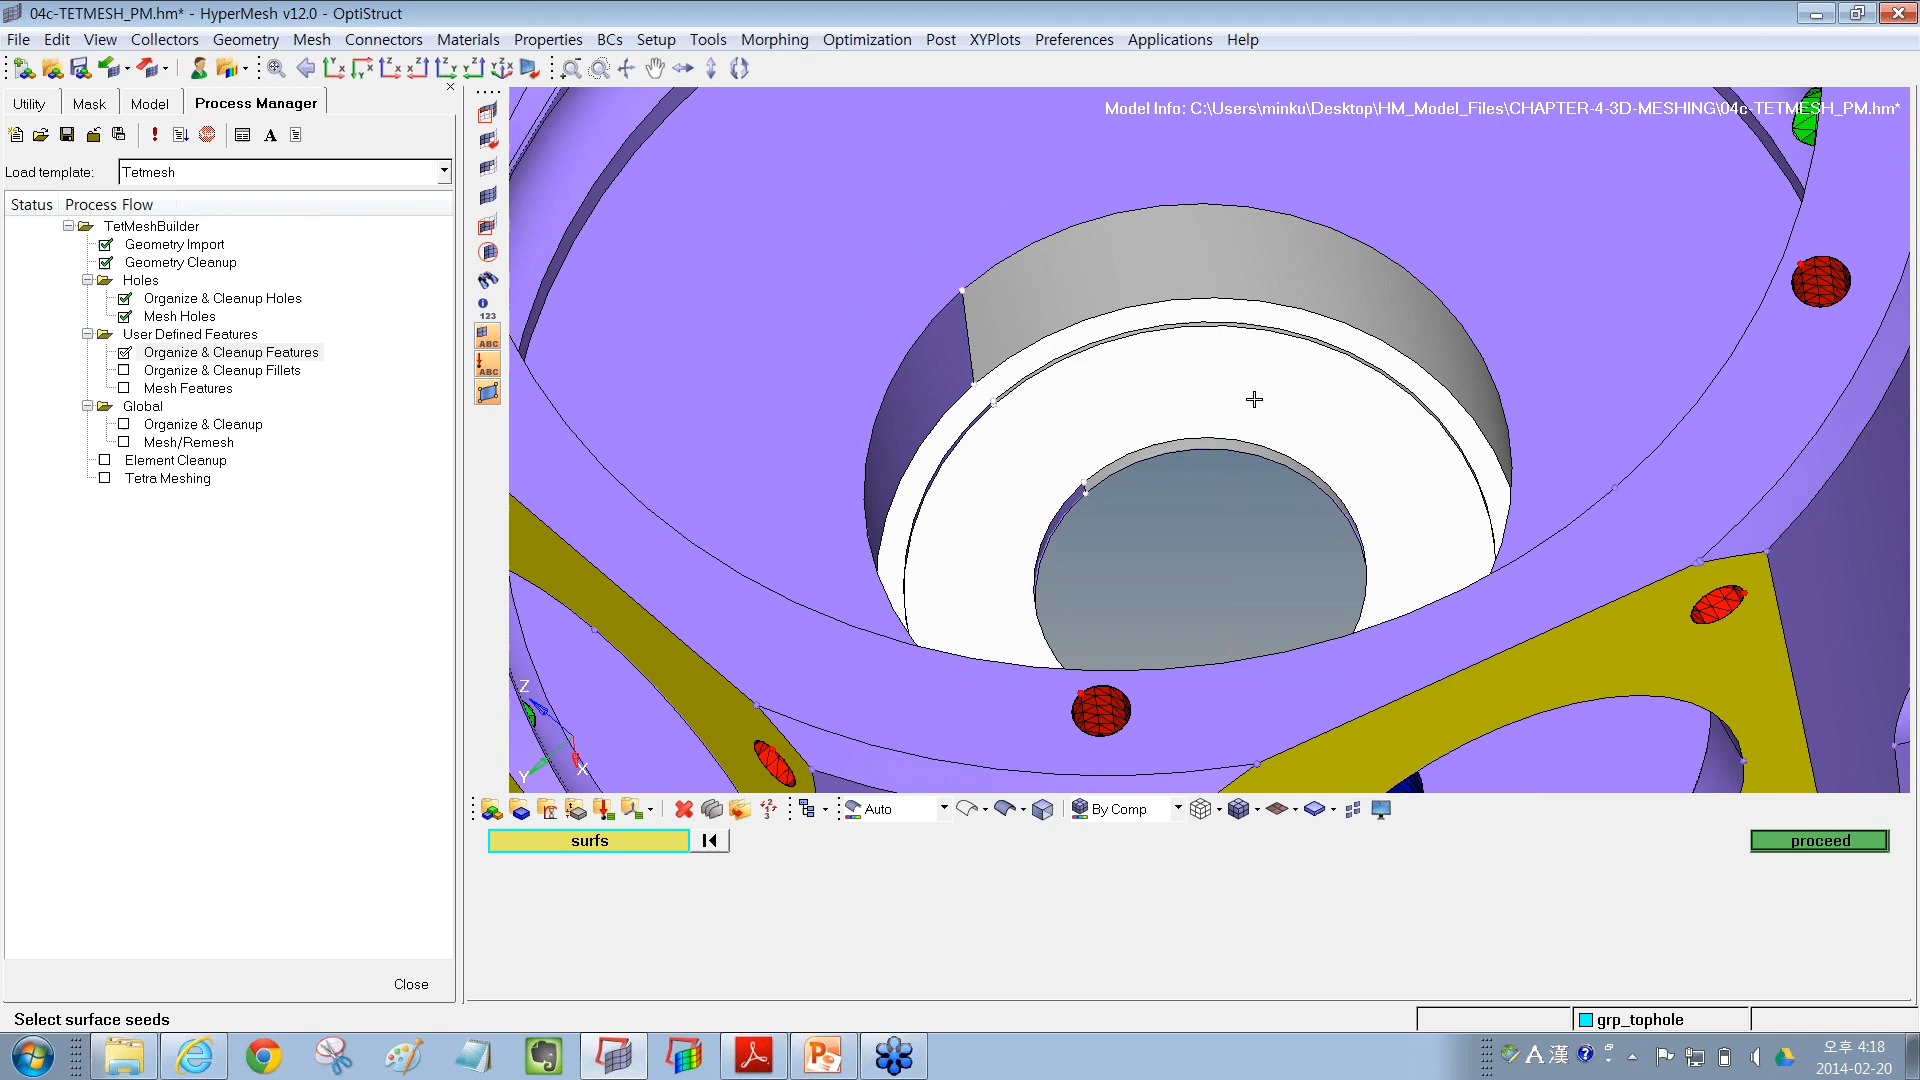 04c-TETMESH_PM.hm* - HyperMesh v12.0 - OptiStruct
File Edit View Collectors Geometry Mesh Connectors Materials Properties BCs Setup Tools Morphing Optimization Post XYPlots Preferences Applications Help
Utility Mask Model Process Manager
Model Info: C:\Users\minku\Desktop\HM_Model_Files\CHAPTER-4-3D-MESHING\04c-TETMESH_PM.hm*
Load template: Tetmesh
Status Process Flow
TetMeshBuilder
Geometry Import
Geometry Cleanup
Holes
Organize & Cleanup Holes
Mesh Holes
User Defined Features
Organize & Cleanup Features
Organize & Cleanup Fillets
Mesh Features
Global
Organize & Cleanup
Mesh/Remesh
Element Cleanup
Tetra Meshing
123
ABC
ABC
Z
Y
X
Auto
By Comp
surfs
proceed
Close
Select surface seeds
grp_tophole
A 漢
오후 4:18
2014-02-20